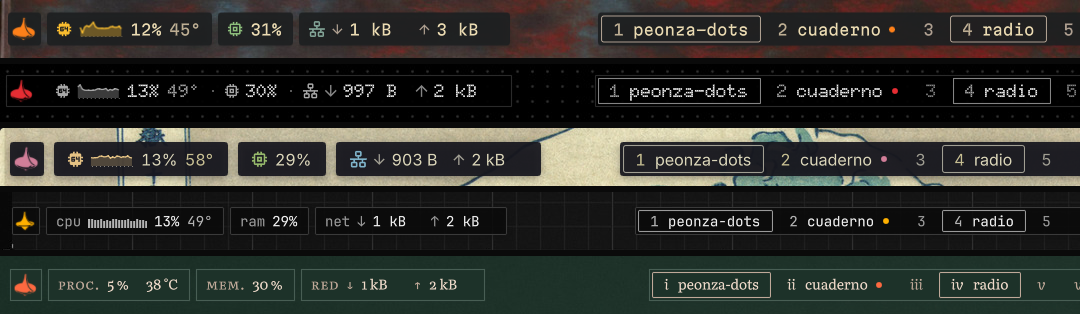 12% 45° 31% ↓ 1 kB ↑ 3 kB 1 peonza-dots 2 cuaderno 3 4 radio 5
13% 49° · 30% · ↓ 997 B ↑ 2 kB 1 peonza-dots 2 cuaderno 3 4 radio 5
13% 58° 29% ↓ 903 B ↑ 2 kB 1 peonza-dots 2 cuaderno 3 4 radio 5
cpu 13% 49° ram 29% net ↓ 1 kB ↑ 2 kB 1 peonza-dots 2 cuaderno 3 4 radio 5
PROC. 5% 38°C MEM. 30% RED ↓ 1 kB ↑ 2 kB i peonza-dots ii cuaderno iii iv radio v